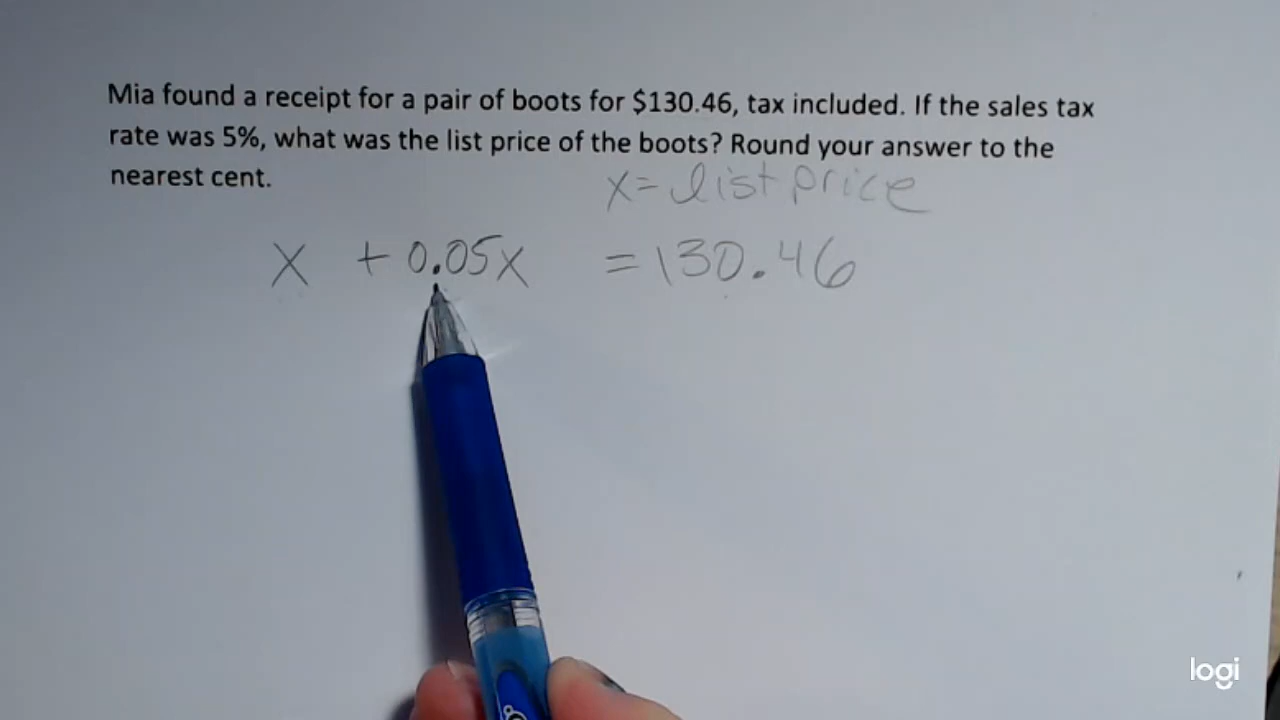 Mia found a receipt for a pair of boots for $130.46, tax included. If the sales tax
rate was 5%, what was the list price of the boots? Round your answer to the
nearest cent.
x = list price
x + 0.05x = 130.46
logi